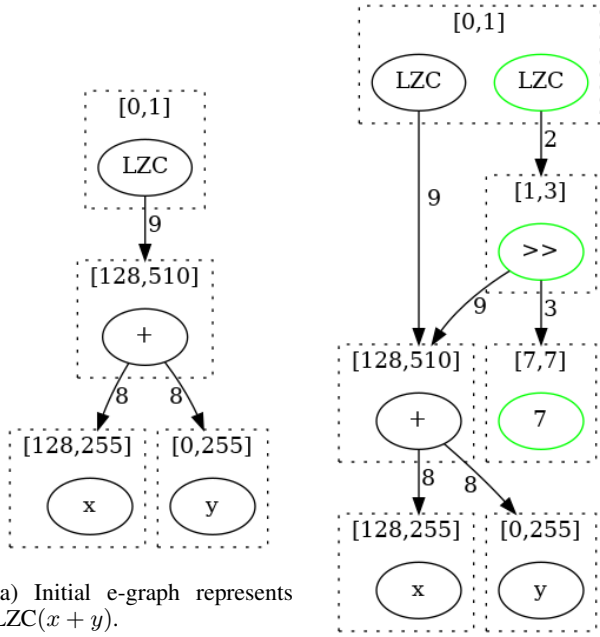 [0,1]
LZC
9
[128,510]
+
8
8
[128,255]
[0,255]
x
y
a) Initial e-graph represents
LZC(x + y).
[0,1]
LZC
LZC
2
[1,3]
>>
9
9
3
[128,510]
[7,7]
+
7
8
8
[128,255]
[0,255]
x
y